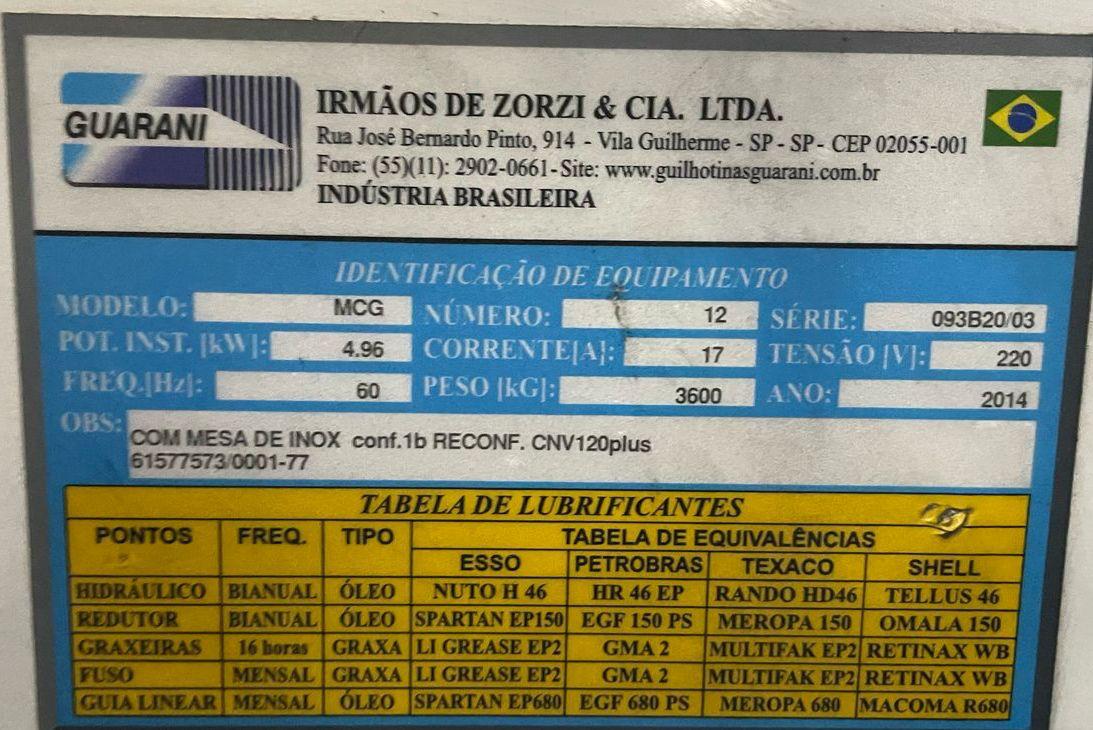 GUARANI
IRMÃOS DE ZORZI & CIA. LTDA.
Rua José Bernardo Pinto, 914 - Vila Guilherme - SP - SP - CEP 02055-001
Fone: (55)(11): 2902-0661 - Site: www.guilhotinasguarani.com.br
INDÚSTRIA BRASILEIRA
IDENTIFICAÇÃO DE EQUIPAMENTO
MODELO: MCG NÚMERO: 12 SÉRIE: 093B20/03
POT. INST. [kW]: 4.96 CORRENTE[A]: 17 TENSÃO [V]: 220
FREQ.[Hz]: 60 PESO [kG]: 3600 ANO: 2014
OBS: COM MESA DE INOX conf.1b RECONF. CNV120plus
61577573/0001-77
TABELA DE LUBRIFICANTES
PONTOS FREQ. TIPO TABELA DE EQUIVALÊNCIAS
ESSO PETROBRAS TEXACO SHELL
HIDRÁULICO BIANUAL ÓLEO NUTO H 46 HR 46 EP RANDO HD46 TELLUS 46
REDUTOR BIANUAL ÓLEO SPARTAN EP150 EGF 150 PS MEROPA 150 OMALA 150
GRAXEIRAS 16 horas GRAXA LI GREASE EP2 GMA 2 MULTIFAK EP2 RETINAX WB
FUSO MENSAL GRAXA LI GREASE EP2 GMA 2 MULTIFAK EP2 RETINAX WB
GUIA LINEAR MENSAL ÓLEO SPARTAN EP680 EGF 680 PS MEROPA 680 MACOMA R680